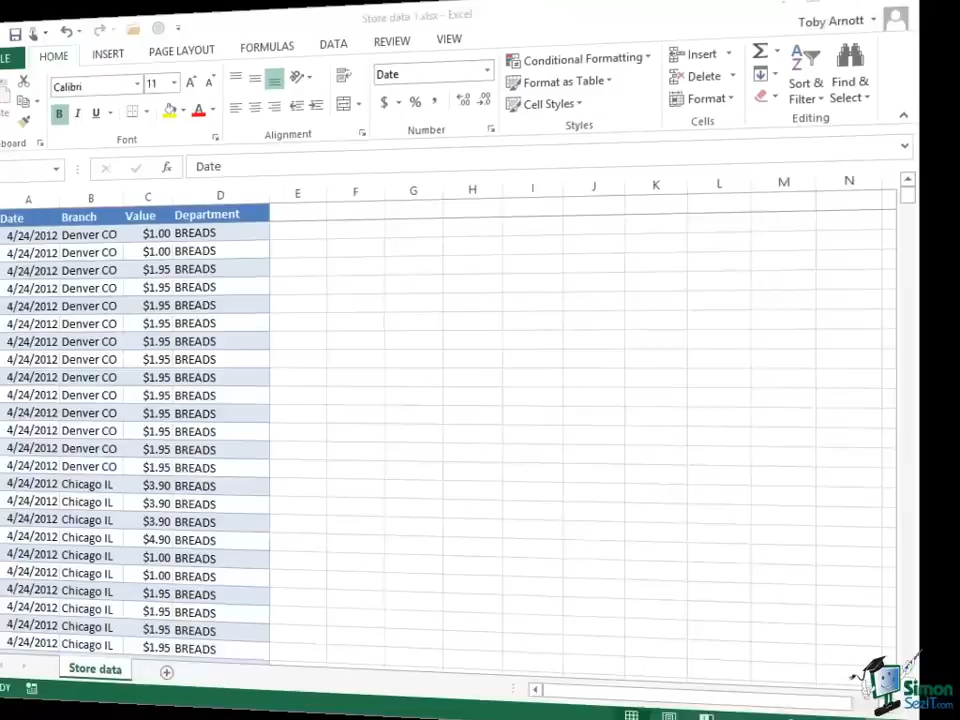 Store data 1.xlsx - Excel
Toby Arnott
HOME INSERT PAGE LAYOUT FORMULAS DATA REVIEW VIEW
Calibri 11 Date Conditional Formatting Insert
Format as Table Delete Sort & Find &
B I U $ % , Cell Styles Format Filter Select
Font Alignment Number Styles Cells Editing
fx Date
A B C D E F G H I J K L M N
Date Branch Value Department
4/24/2012 Denver CO $1.00 BREADS
4/24/2012 Denver CO $1.00 BREADS
4/24/2012 Denver CO $1.95 BREADS
4/24/2012 Denver CO $1.95 BREADS
4/24/2012 Denver CO $1.95 BREADS
4/24/2012 Denver CO $1.95 BREADS
4/24/2012 Denver CO $1.95 BREADS
4/24/2012 Denver CO $1.95 BREADS
4/24/2012 Denver CO $1.95 BREADS
4/24/2012 Denver CO $1.95 BREADS
4/24/2012 Denver CO $1.95 BREADS
4/24/2012 Denver CO $1.95 BREADS
4/24/2012 Denver CO $1.95 BREADS
4/24/2012 Denver CO $1.95 BREADS
4/24/2012 Chicago IL $3.90 BREADS
4/24/2012 Chicago IL $3.90 BREADS
4/24/2012 Chicago IL $3.90 BREADS
4/24/2012 Chicago IL $4.90 BREADS
4/24/2012 Chicago IL $1.00 BREADS
4/24/2012 Chicago IL $1.00 BREADS
4/24/2012 Chicago IL $1.95 BREADS
4/24/2012 Chicago IL $1.95 BREADS
4/24/2012 Chicago IL $1.95 BREADS
4/24/2012 Chicago IL $1.95 BREADS
Store data
Simon
SezIT.com